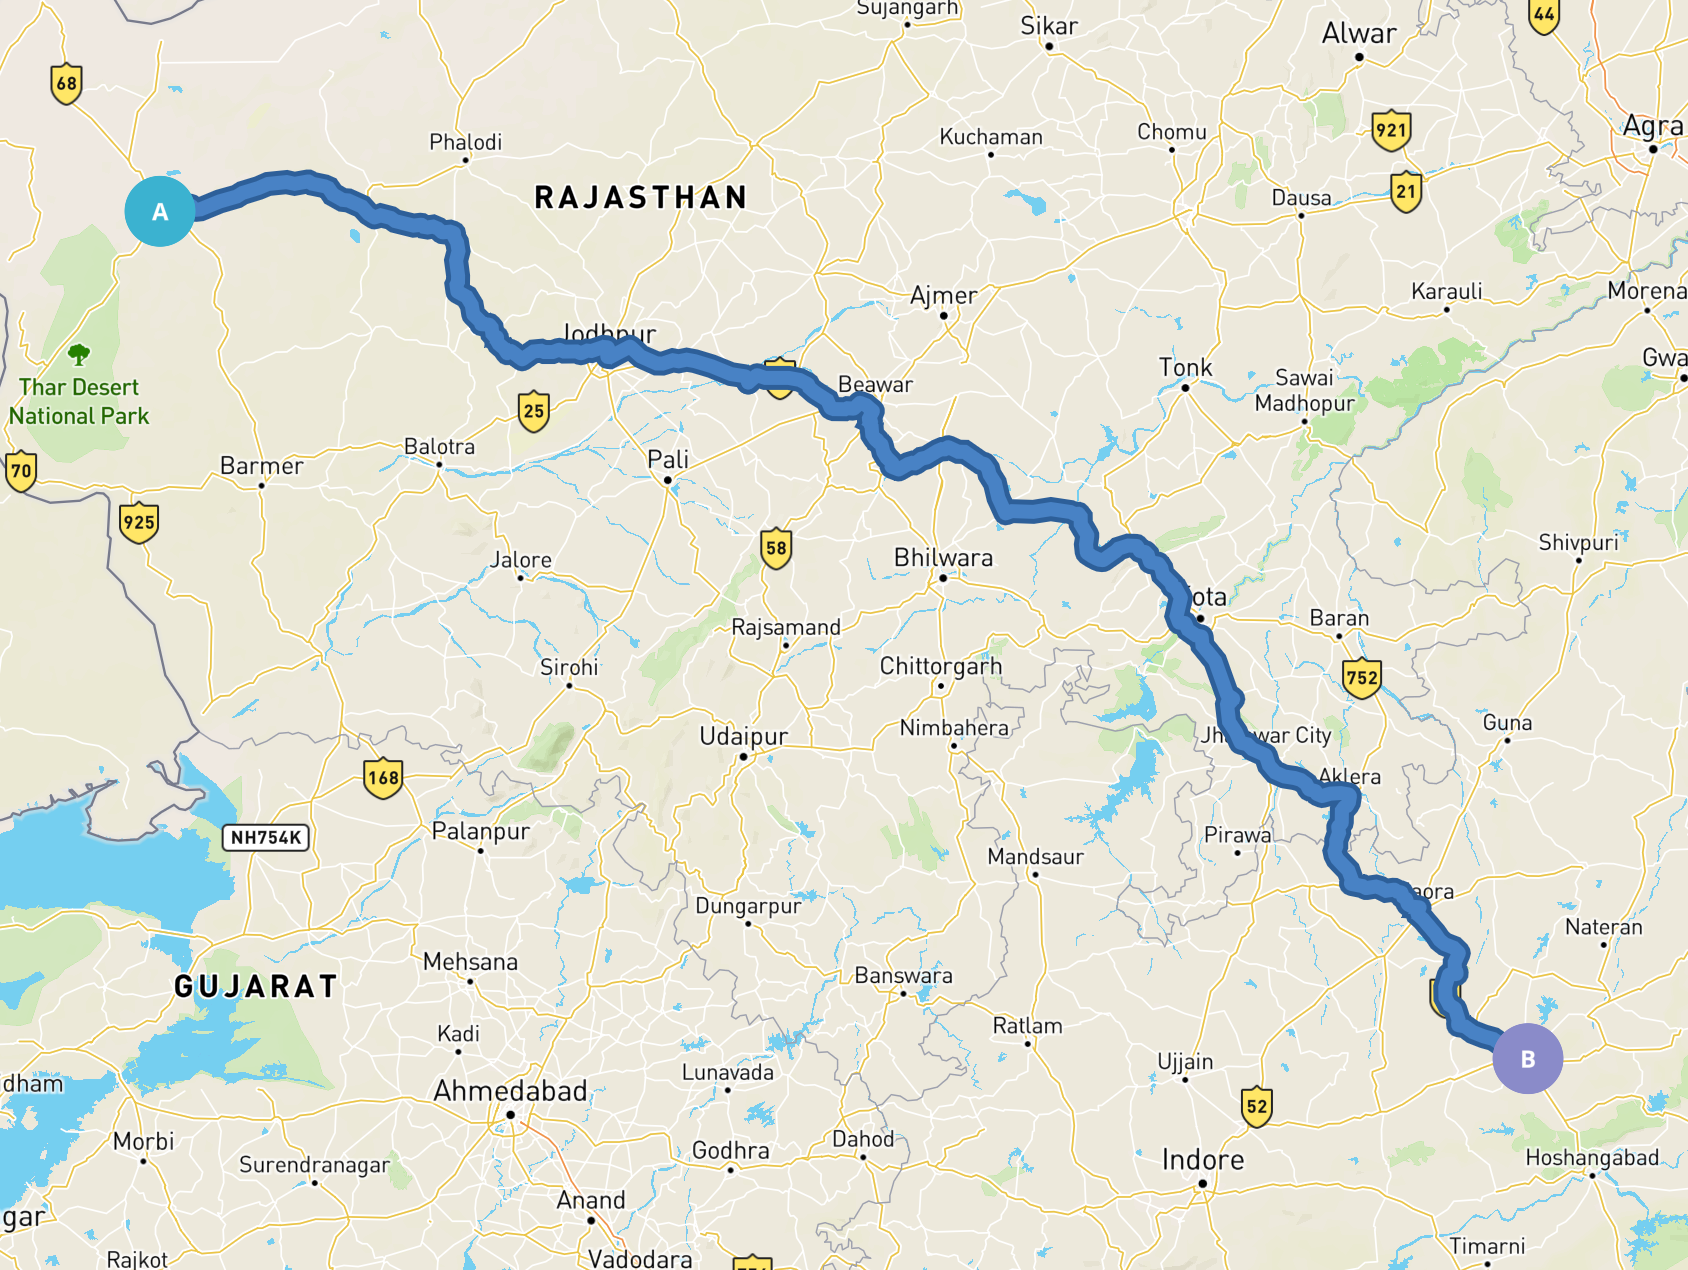 Sujangarh
Sikar
Alwar
44
68
Phalodi
Kuchaman
Chomu
921
Agra
A
RAJASTHAN
Dausa
21
Ajmer
Karauli
Morena
Jodhpur
Thar Desert
National Park
Beawar
Tonk
Sawai
Madhopur
Gwa
25
Balotra
Barmer
Pali
70
925
58
Jalore
Bhilwara
Shivpuri
ota
Rajsamand
Baran
Sirohi
Chittorgarh
752
Udaipur
Nimbahera
war City
Guna
168
Aklera
NH754K
Palanpur
Pirawa
Mandsaur
aora
Dungarpur
Nateran
GUJARAT
Mehsana
Banswara
Kadi
Ratlam
B
dham
Ahmedabad
Lunavada
Ujjain
52
Morbi
Surendranagar
Godhra
Dahod
Indore
Hoshangabad
gar
Anand
Rajkot
Vadodara
Timarni